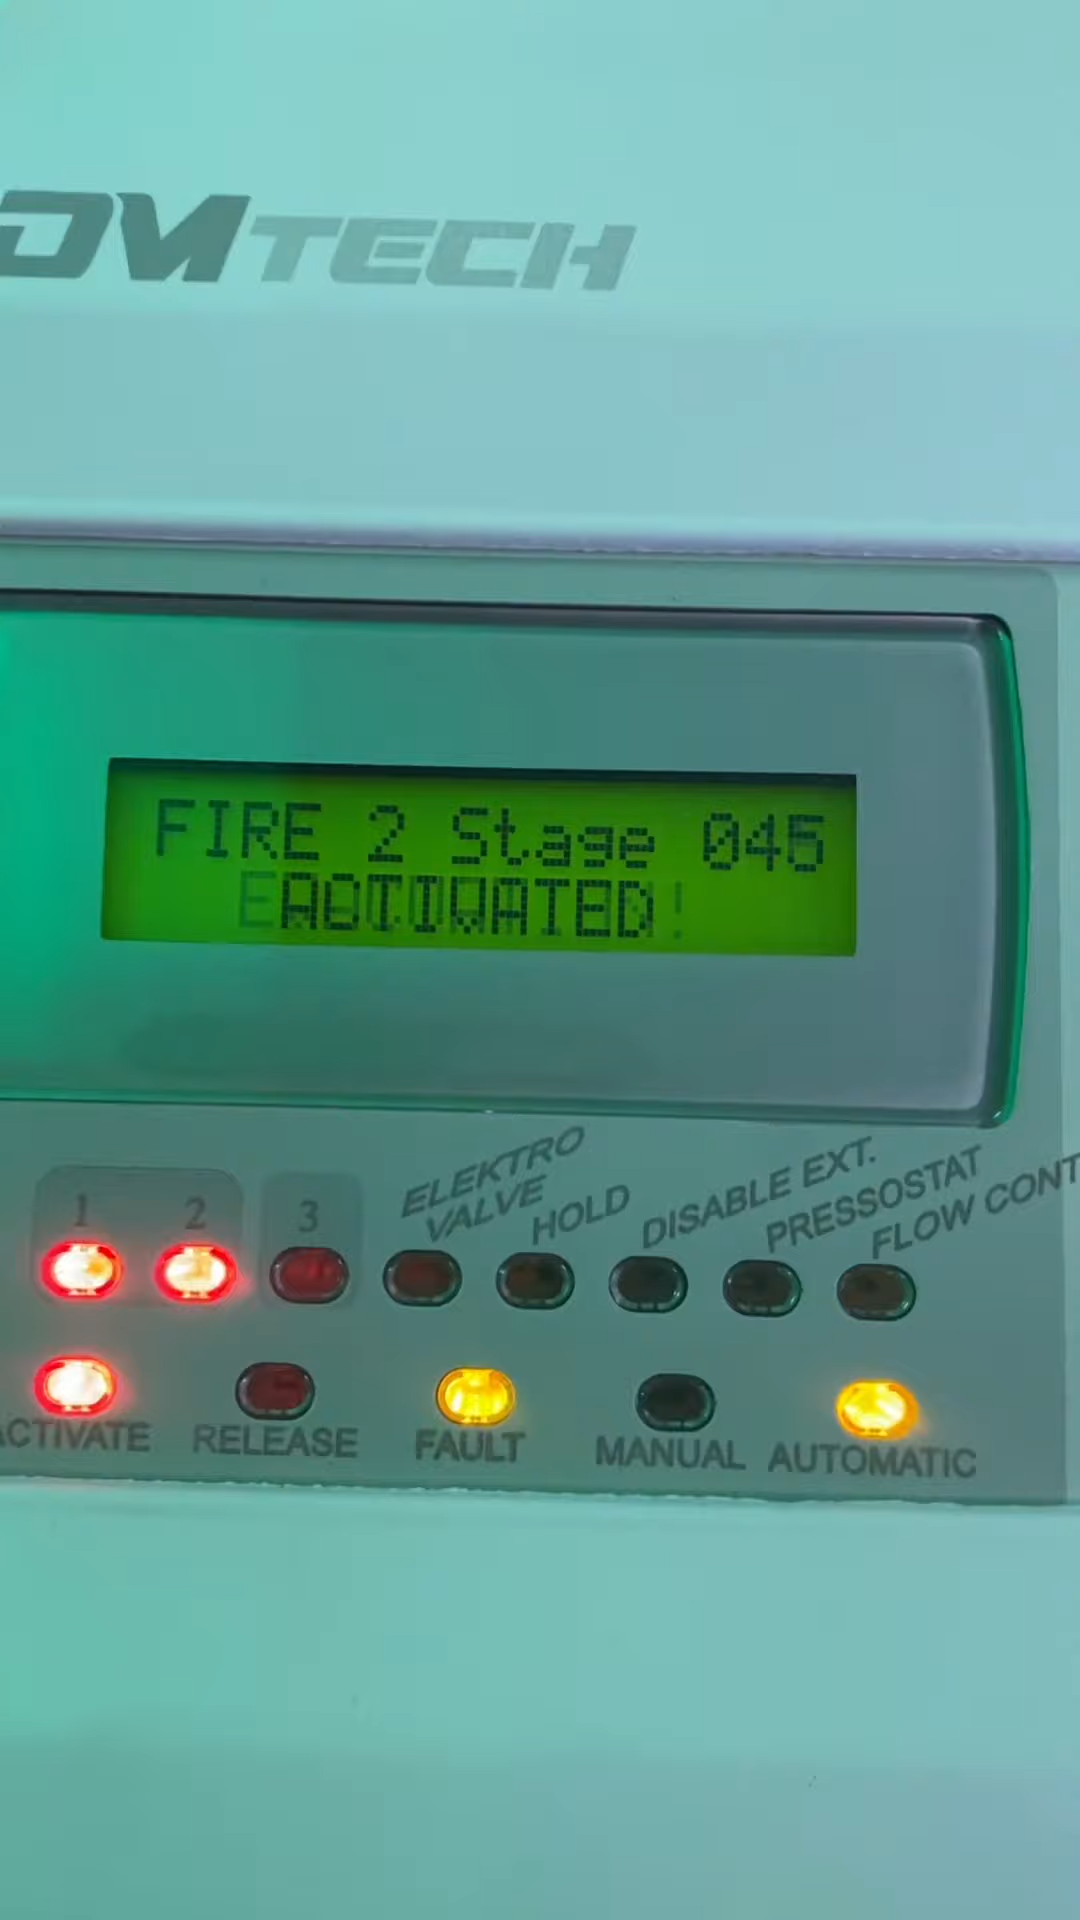 DMTECH
FIRE 2 Stage
ACTIVATED
ELEKTRO
VALVE
HOLD
DISABLE EXT.
PRESSOSTAT
FLOW CONT
1 2 3
ACTIVATE RELEASE FAULT MANUAL AUTOMATIC